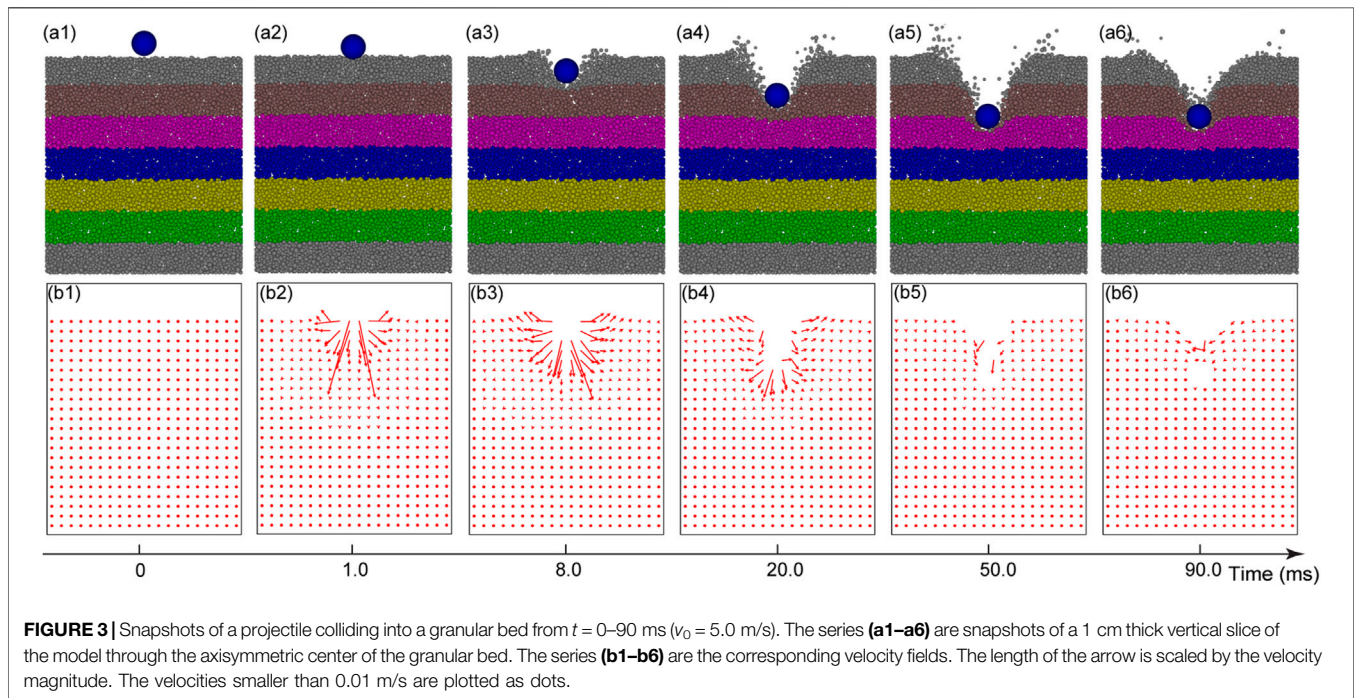 (a1) (a2) (a3) (a4) (a5) (a6)
(b1) (b2) (b3) (b4) (b5) (b6)
0 1.0 8.0 20.0 50.0 90.0 Time (ms)
FIGURE 3 | Snapshots of a projectile colliding into a granular bed from t = 0–90 ms (v₀ = 5.0 m/s). The series (a1–a6) are snapshots of a 1 cm thick vertical slice of
the model through the axisymmetric center of the granular bed. The series (b1–b6) are the corresponding velocity fields. The length of the arrow is scaled by the velocity
magnitude. The velocities smaller than 0.01 m/s are plotted as dots.